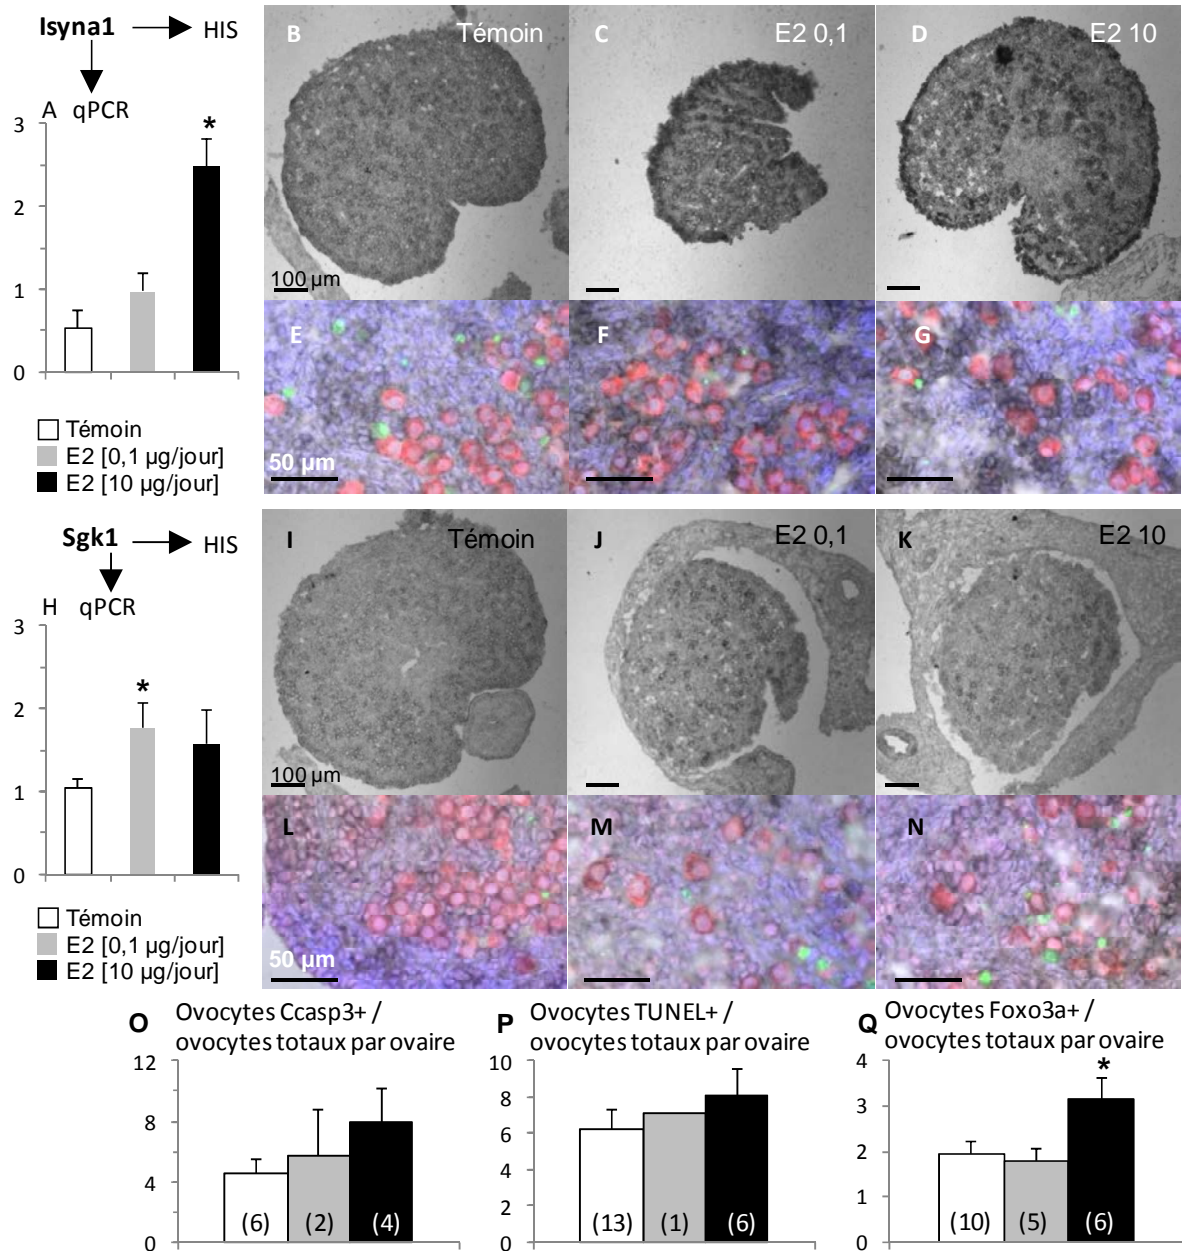 Isyna1 → HIS
A qPCR
3
2
1
0
*
Témoin
E2 [0,1 µg/jour]
E2 [10 µg/jour]
B Témoin
C E2 0,1
D E2 10
100 µm
E
F
G
50 µm
Sgk1 → HIS
H qPCR
3
2
1
0
*
Témoin
E2 [0,1 µg/jour]
E2 [10 µg/jour]
I Témoin
J E2 0,1
K E2 10
100 µm
L
M
N
50 µm
O Ovocytes Ccasp3+ /
ovocytes totaux par ovaire
12
8
4
0
(6) (2) (4)
P Ovocytes TUNEL+ /
ovocytes totaux par ovaire
10
8
6
4
2
0
(13) (1) (6)
Q Ovocytes Foxo3a+ /
ovocytes totaux par ovaire
4
3
2
1
0
*
(10) (5) (6)